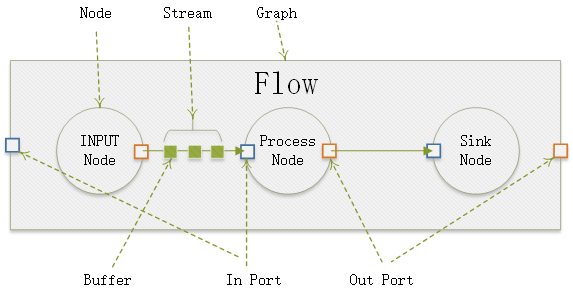 Node
Stream
Graph
Flow
INPUT
Node
Process
Node
Sink
Node
Buffer
In Port
Out Port